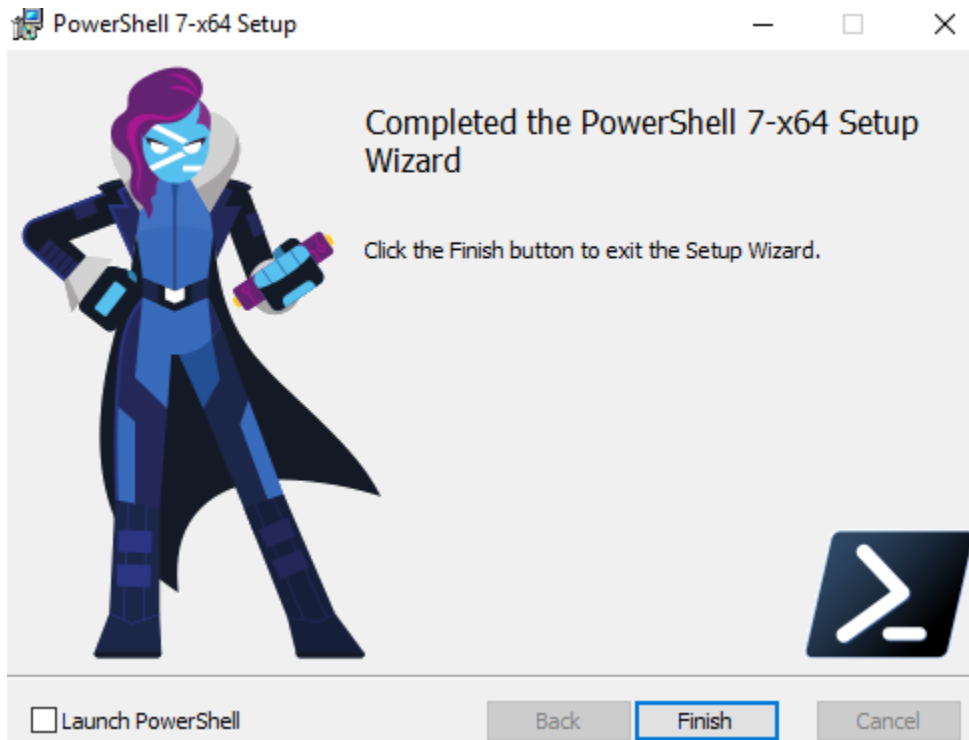 PowerShell 7-x64 Setup
Completed the PowerShell 7-x64 Setup
Wizard
Click the Finish button to exit the Setup Wizard.
Launch PowerShell
Back
Finish
Cancel